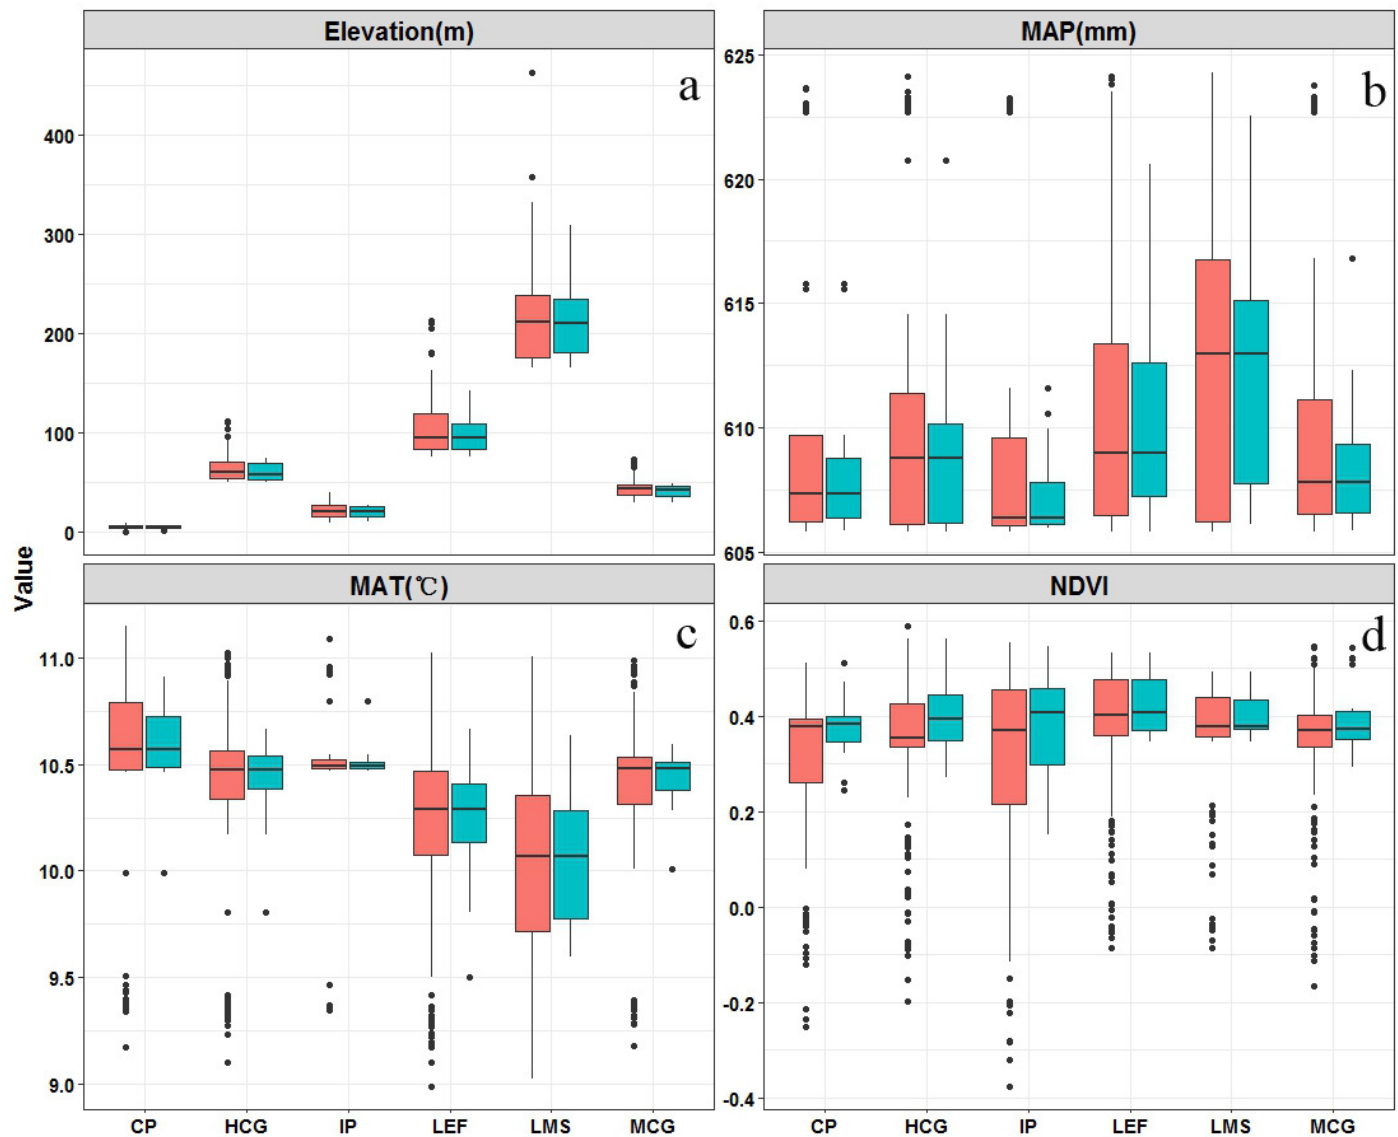 Elevation(m)
MAP(mm)
a
b
400
300
200
100
0
625
620
615
610
605
Value
MAT(℃)
NDVI
c
d
11.0
10.5
10.0
9.5
9.0
0.6
0.4
0.2
0.0
-0.2
-0.4
CP HCG IP LEF LMS MCG
CP HCG IP LEF LMS MCG